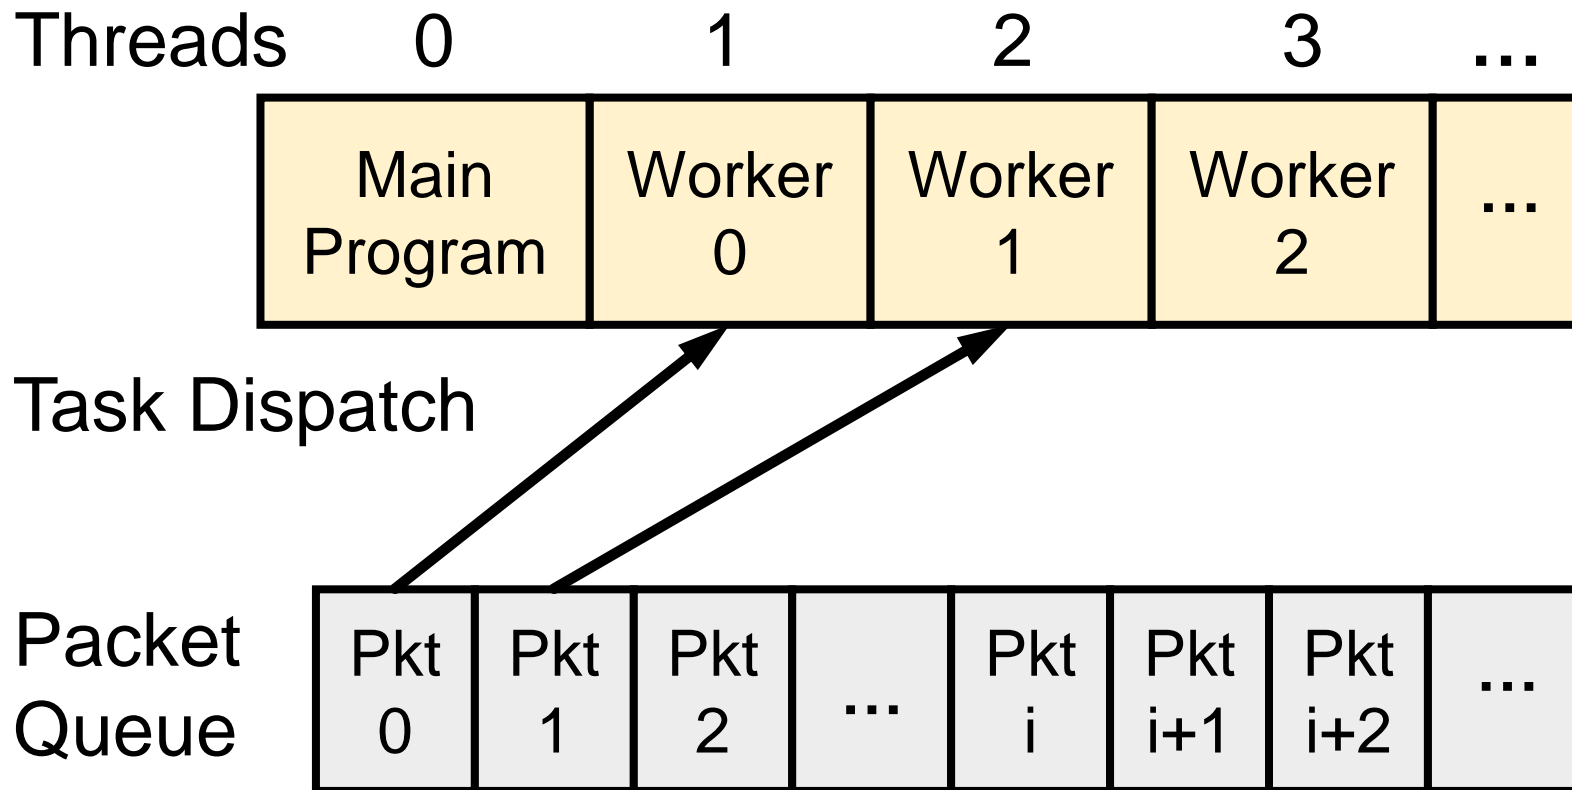 Threads 0 1 2 3 ...
Main Worker Worker Worker ...
Program 0 1 2
Task Dispatch
Packet Pkt Pkt Pkt ... Pkt Pkt Pkt ...
Queue 0 1 2 i i+1 i+2